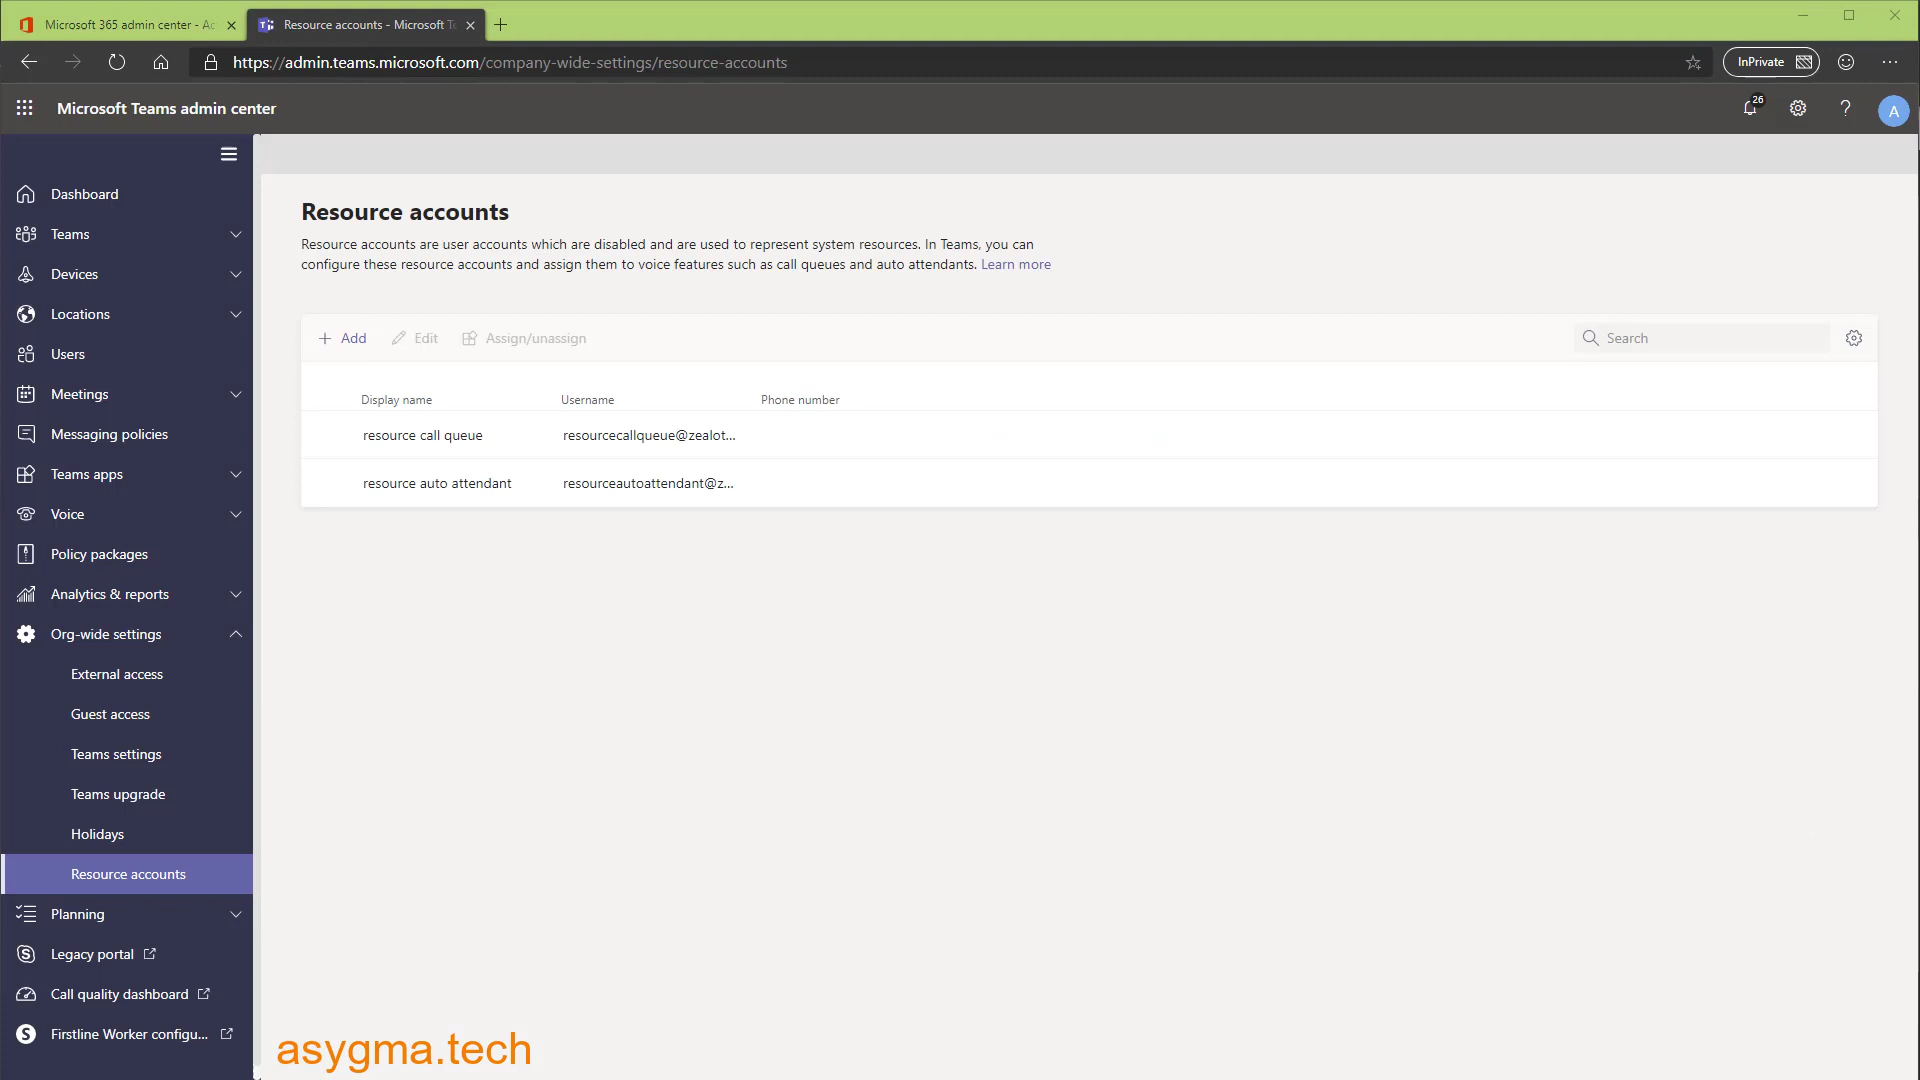 Microsoft 365 admin center - Ac
Resource accounts - Microsoft Te
https://admin.teams.microsoft.com/company-wide-settings/resource-accounts
InPrivate
Microsoft Teams admin center
26
A
Dashboard
Teams
Devices
Locations
Users
Meetings
Messaging policies
Teams apps
Voice
Policy packages
Analytics & reports
Org-wide settings
External access
Guest access
Teams settings
Teams upgrade
Holidays
Resource accounts
Planning
Legacy portal
Call quality dashboard
Firstline Worker configu...
Resource accounts
Resource accounts are user accounts which are disabled and are used to represent system resources. In Teams, you can
configure these resource accounts and assign them to voice features such as call queues and auto attendants. Learn more
Add Edit Assign/unassign Search
Display name Username Phone number
resource call queue resourcecallqueue@zealot...
resource auto attendant resourceautoattendant@z...
asygma.tech